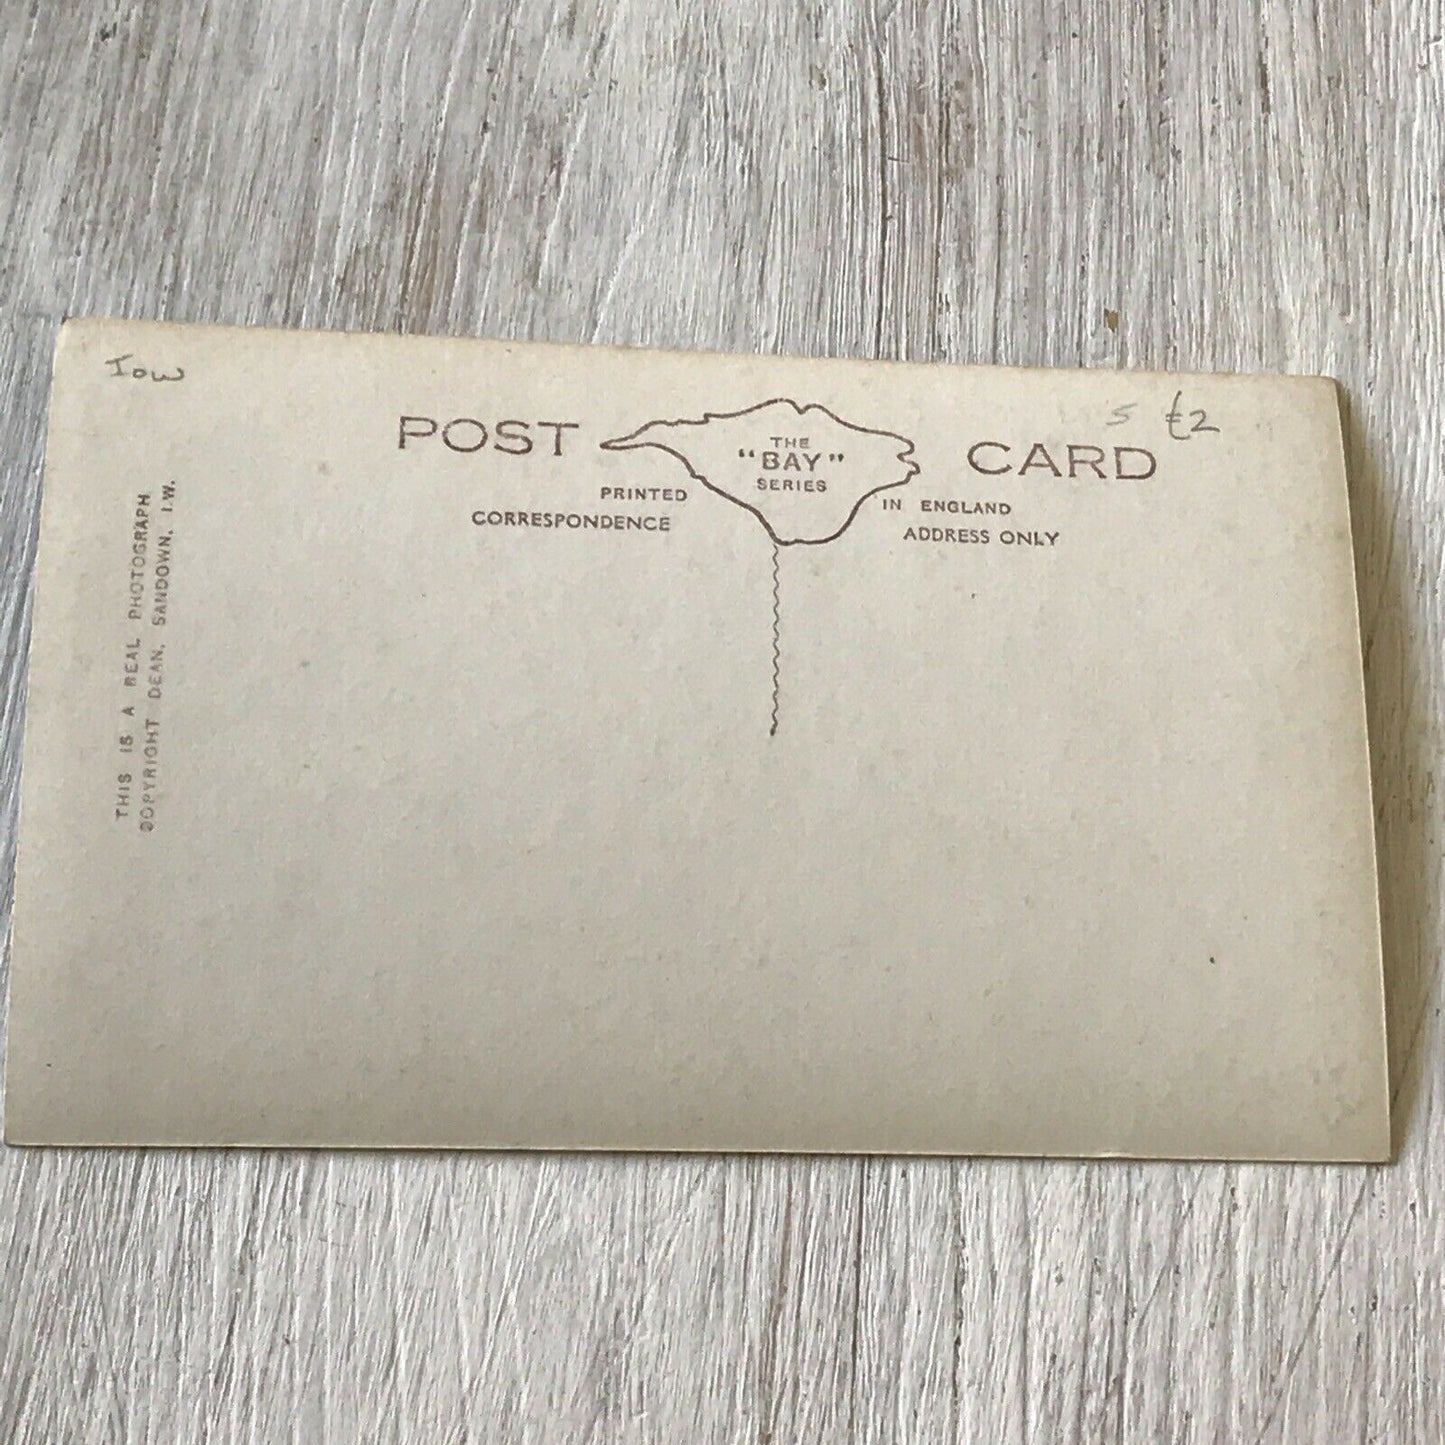 Iow
5 £2
POST CARD
THE
"BAY"
SERIES
PRINTED IN ENGLAND
CORRESPONDENCE ADDRESS ONLY
THIS IS A REAL PHOTOGRAPH
COPYRIGHT DEAN, SANDOWN, I.W.